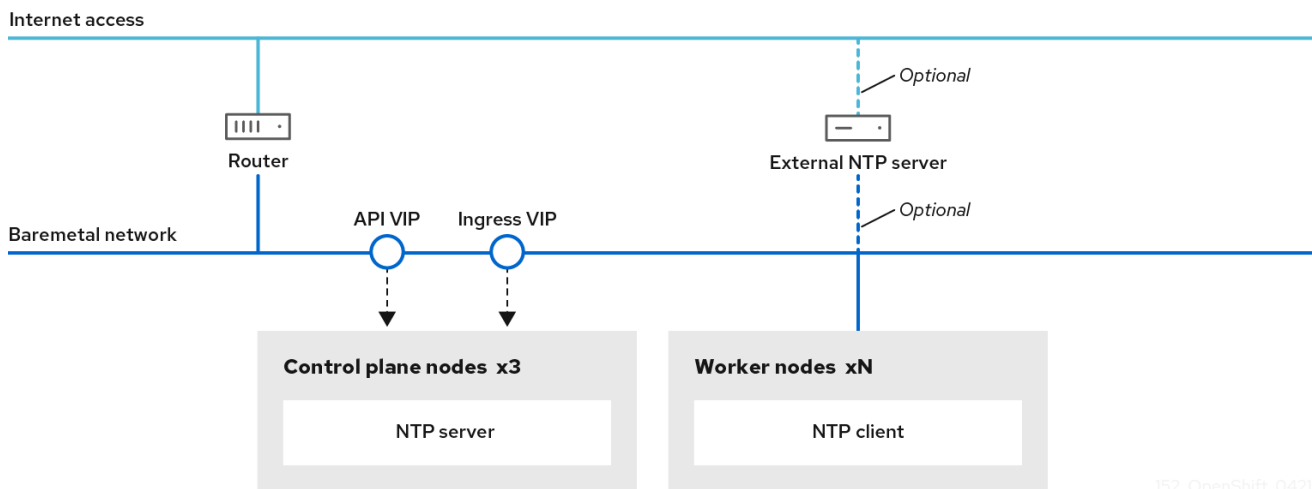 Internet access
Optional
Router
External NTP server
Optional
API VIP
Ingress VIP
Baremetal network
Control plane nodes x3
Worker nodes xN
NTP server
NTP client